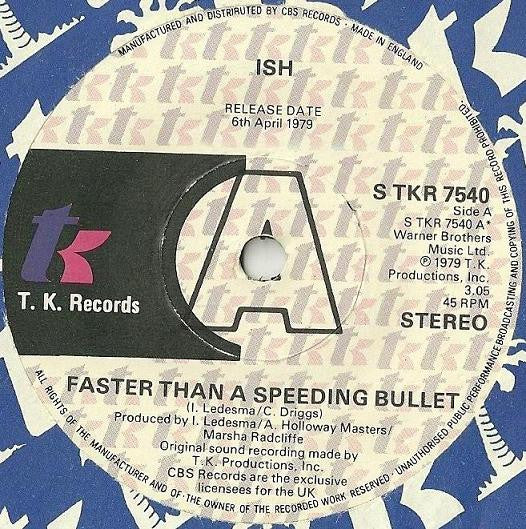 MANUFACTURED AND DISTRIBUTED BY CBS RECORDS · MADE IN ENGLAND
ISH
RELEASE DATE
6th April 1979
S TKR 7540
Side A
S TKR 7540 A*
Warner Brothers
Music Ltd.
℗ 1979 T. K.
Productions, Inc.
3.05
45 RPM
STEREO
tk
T. K. Records
A
FASTER THAN A SPEEDING BULLET
(I. Ledesma/C. Driggs)
Produced by I. Ledesma/A. Holloway Masters/
Marsha Radcliffe
Original sound recording made by
T. K. Productions, Inc.
CBS Records are the exclusive
licensees for the UK
ALL RIGHTS OF THE MANUFACTURER AND OF THE OWNER OF THE RECORDED WORK RESERVED · UNAUTHORISED PUBLIC PERFORMANCE BROADCASTING AND COPYING OF THIS RECORD PROHIBITED.